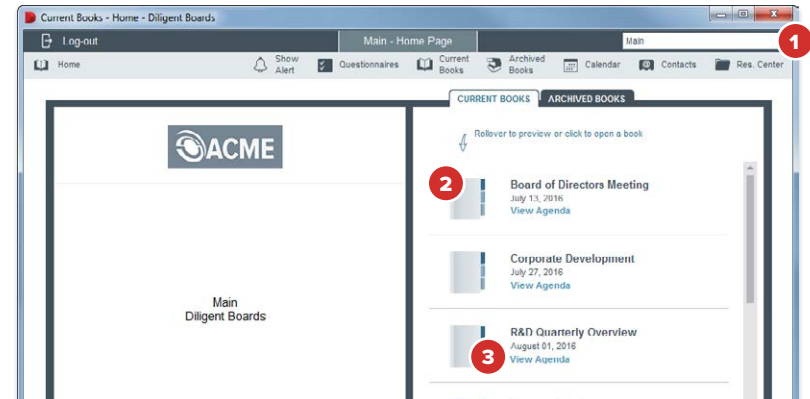 Current Books - Home - Diligent Boards
Log-out
Main - Home Page
Main
1
Home
Show
Alert
Questionnaires
Current
Books
Archived
Books
Calendar
Contacts
Res. Center
CURRENT BOOKS
ARCHIVED BOOKS
Rollover to preview or click to open a book
ACME
2
Board of Directors Meeting
July 13, 2016
View Agenda
Corporate Development
July 27, 2016
View Agenda
Main
Diligent Boards
R&D Quarterly Overview
August 01, 2016
3
View Agenda